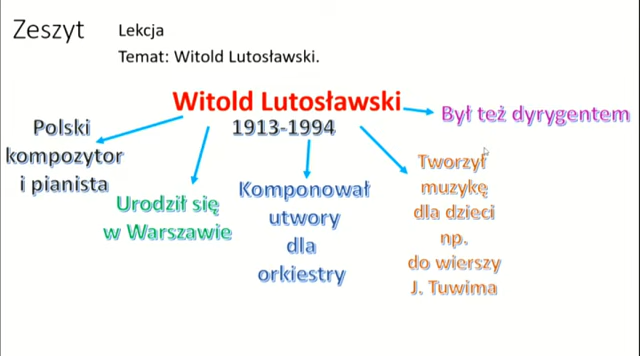 Zeszyt
Lekcja
Temat: Witold Lutosławski.
Witold Lutosławski
1913-1994
Był też dyrygentem
Polski
kompozytor
i pianista
Urodził się
w Warszawie
Komponował
utwory
dla
orkiestry
Tworzył
muzykę
dla dzieci
np.
do wierszy
J. Tuwima